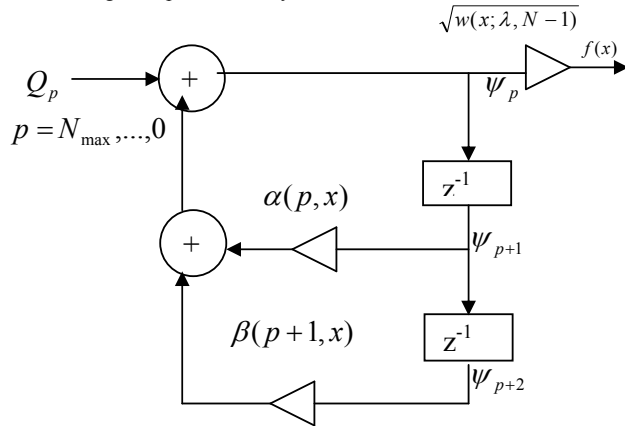 √w(x;λ,N−1)
f(x)
+
Q_p
ψ_p
p = N_max,...,0
z⁻¹
α(p,x)
+
ψ_{p+1}
β(p+1,x)
z⁻¹
ψ_{p+2}